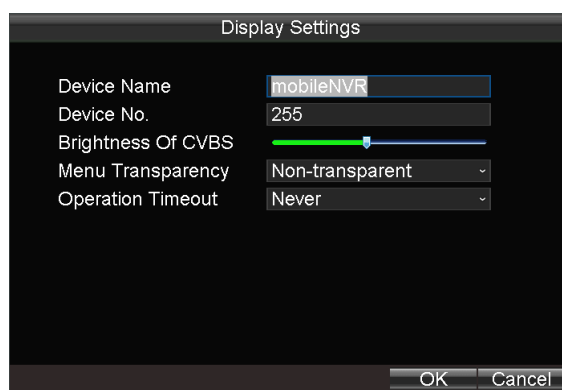 Display Settings
Device Name mobileNVR
Device No. 255
Brightness Of CVBS
Menu Transparency Non-transparent
Operation Timeout Never
OK Cancel